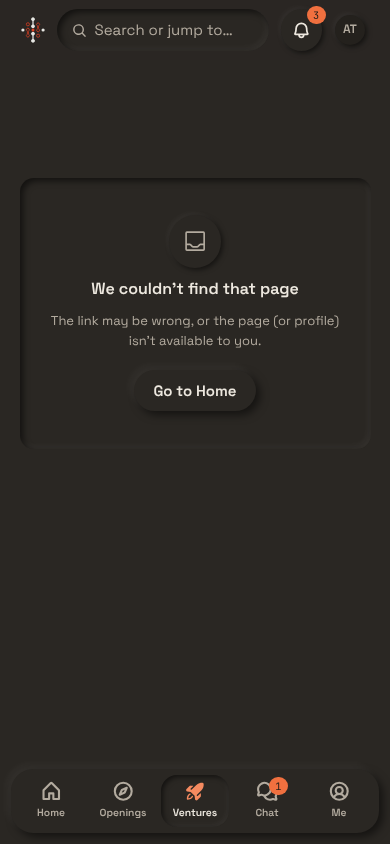 Search or jump to...
3
AT
We couldn't find that page
The link may be wrong, or the page (or profile)
isn't available to you.
Go to Home
1
Home
Openings
Ventures
Chat
Me